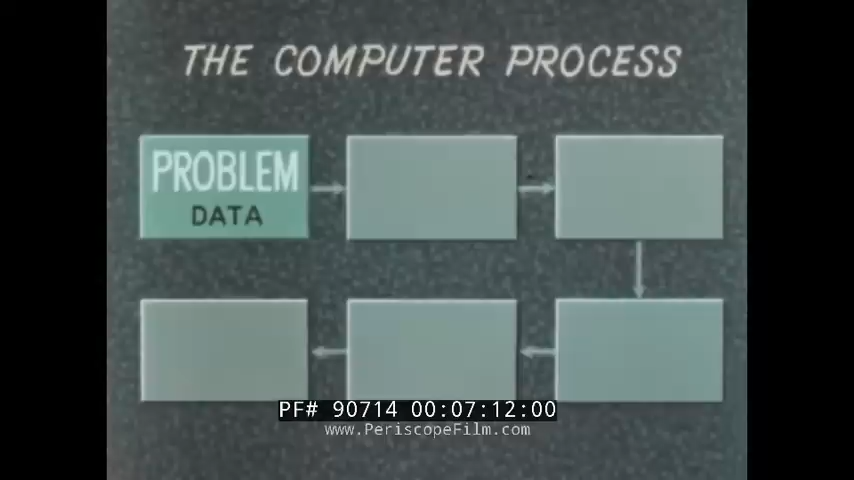 THE COMPUTER PROCESS
PROBLEM
DATA
PF# 90714 00:07:12:00
www.PeriscopeFilm.com